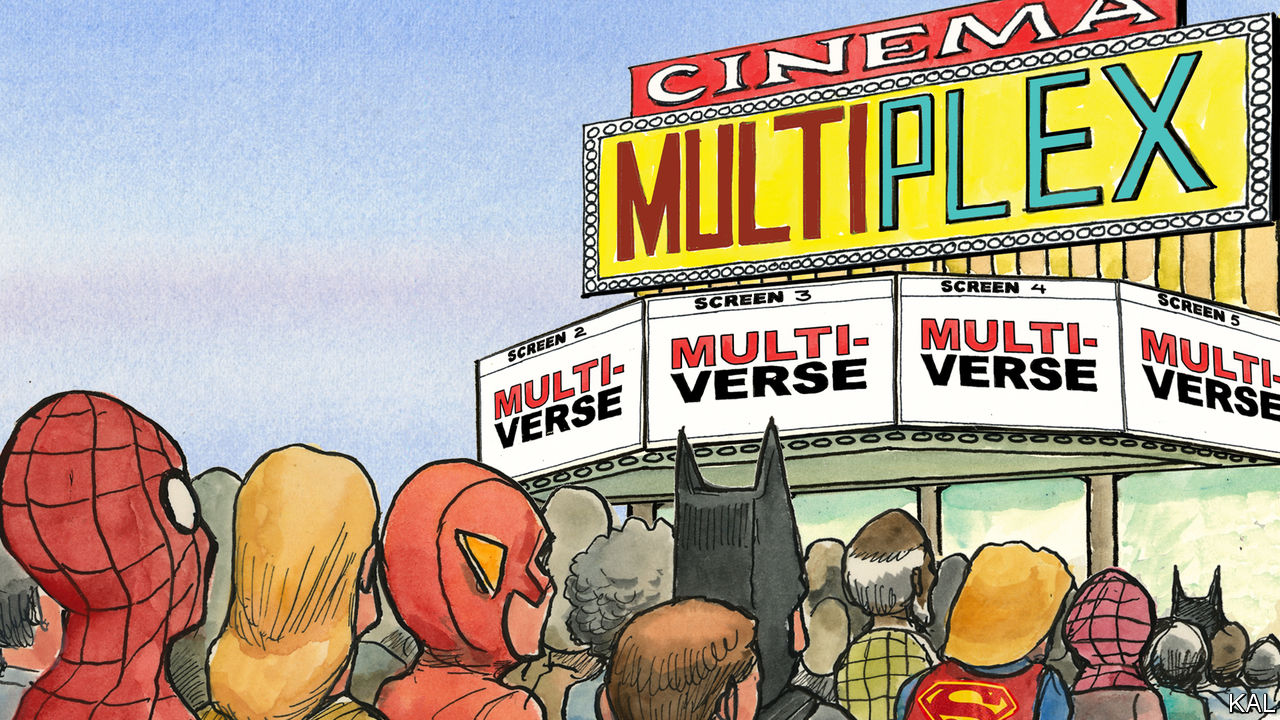 CINEMA
MULTIPLEX
SCREEN 2
MULTI-
VERSE
SCREEN 3
MULTI-
VERSE
SCREEN 4
MULTI-
VERSE
SCREEN 5
MULTI-
VERSE
S
KAL